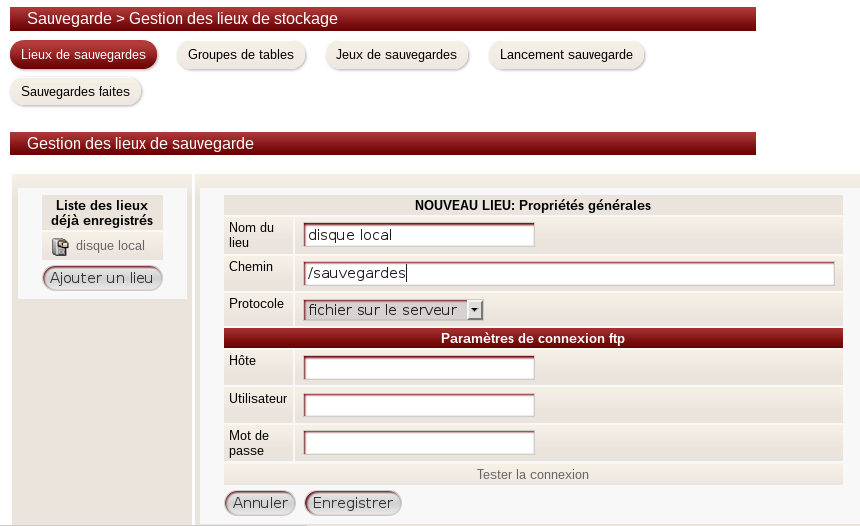 Sauvegarde > Gestion des lieux de stockage
Lieux de sauvegardes
Groupes de tables
Jeux de sauvegardes
Lancement sauvegarde
Sauvegardes faites
Gestion des lieux de sauvegarde
Liste des lieux
déjà enregistrés
disque local
Ajouter un lieu
NOUVEAU LIEU: Propriétés générales
Nom du
lieu
disque local
Chemin
/sauvegardes
Protocole
fichier sur le serveur
Paramètres de connexion ftp
Hôte
Utilisateur
Mot de
passe
Tester la connexion
Annuler
Enregistrer